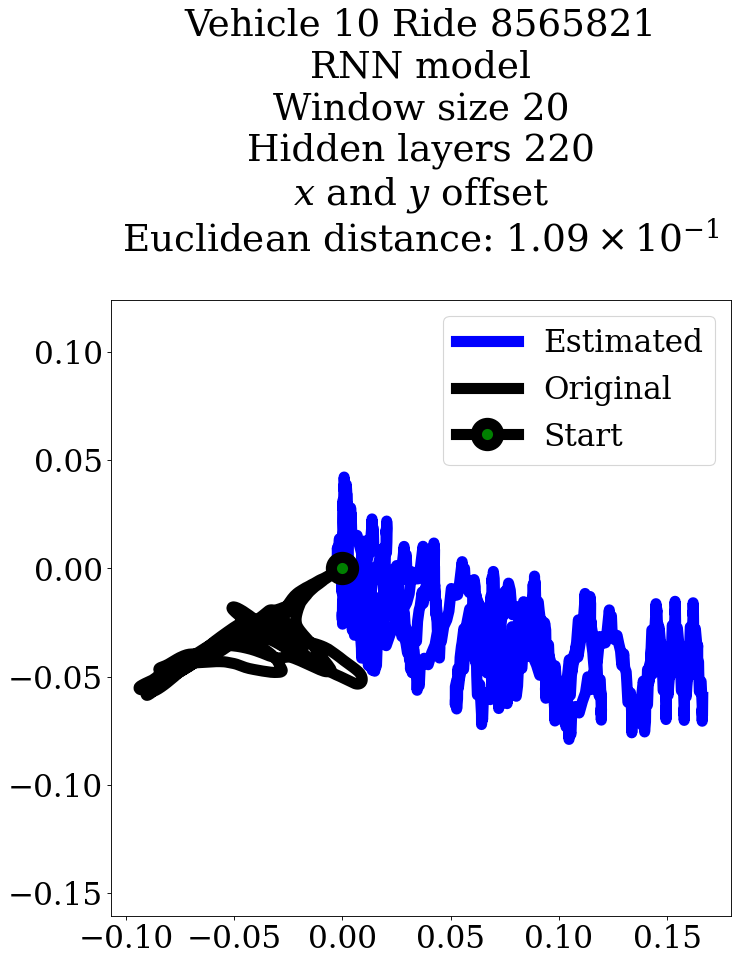 Vehicle 10 Ride 8565821
RNN model
Window size 20
Hidden layers 220
x and y offset
Euclidean distance: 1.09 × 10⁻¹
Estimated
Original
Start
0.10
0.05
0.00
−0.05
−0.10
−0.15
−0.10 −0.05 0.00 0.05 0.10 0.15